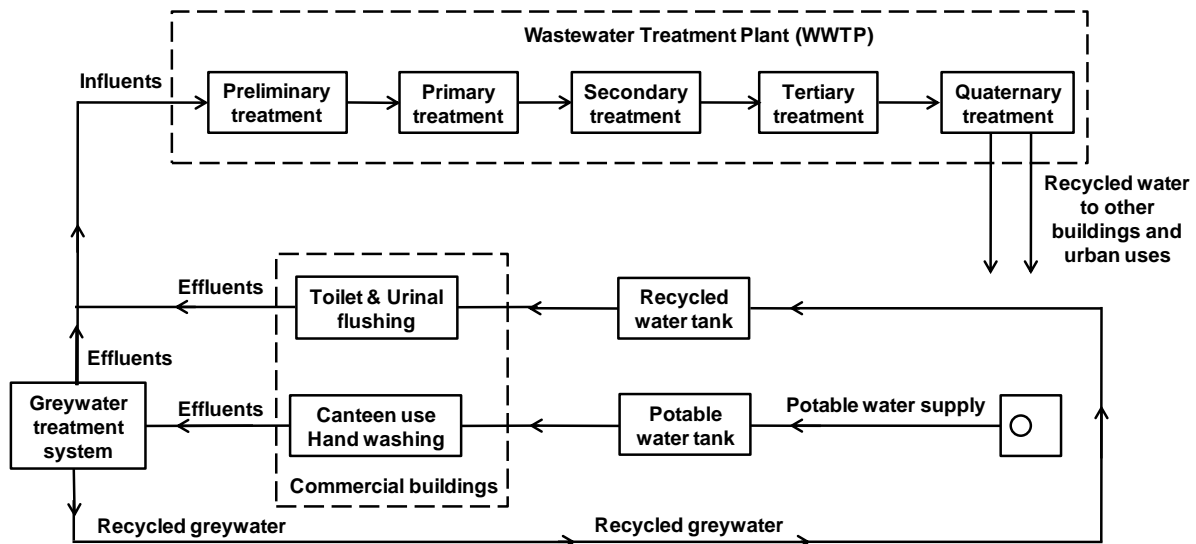 Wastewater Treatment Plant (WWTP)
Influents
Preliminary
treatment
Primary
treatment
Secondary
treatment
Tertiary
treatment
Quaternary
treatment
Recycled water
to other
buildings and
urban uses
Effluents
Toilet & Urinal
flushing
Recycled
water tank
Effluents
Greywater
treatment
system
Effluents
Canteen use
Hand washing
Potable
water tank
Potable water supply
Commercial buildings
Recycled greywater
Recycled greywater